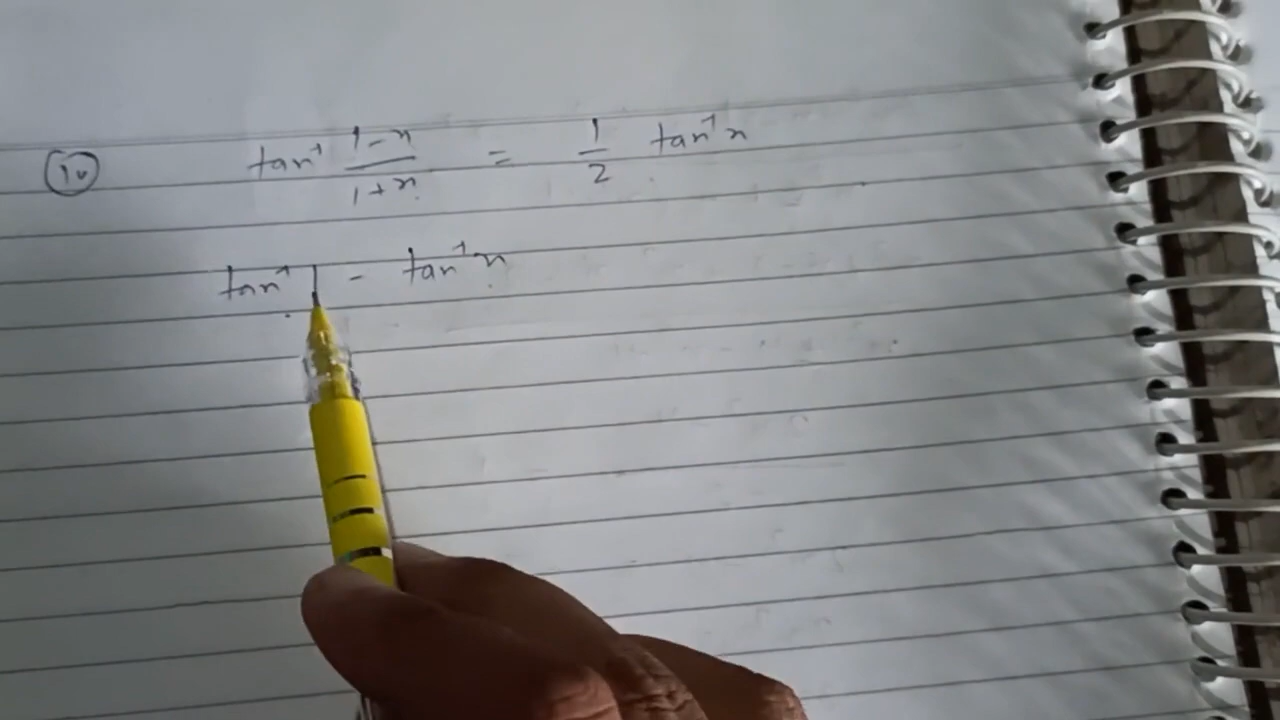 (iv) tan⁻¹ (1-x)/(1+x) = 1/2 tan⁻¹x
tan⁻¹ 1 - tan⁻¹x